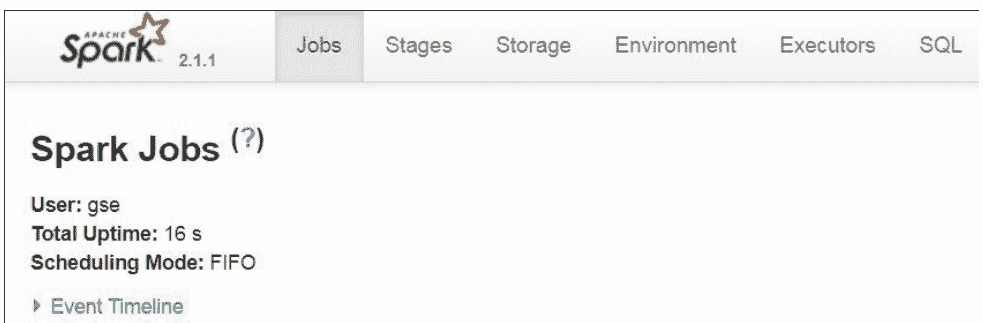 APACHE Spark 2.1.1 Jobs Stages Storage Environment Executors SQL
Spark Jobs (?)
User: gse
Total Uptime: 16 s
Scheduling Mode: FIFO
Event Timeline